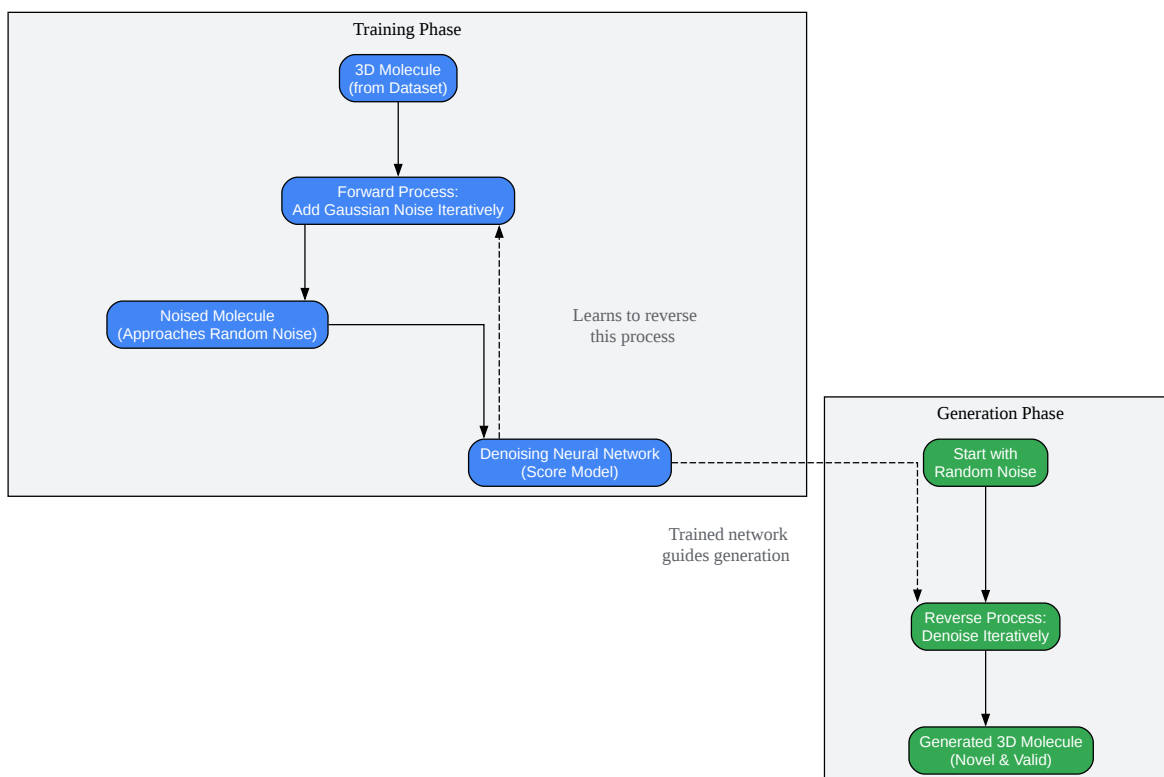 Training Phase
3D Molecule
(from Dataset)
Forward Process:
Add Gaussian Noise Iteratively
Noised Molecule
(Approaches Random Noise)
Learns to reverse
this process
Denoising Neural Network
(Score Model)
Trained network
guides generation
Generation Phase
Start with
Random Noise
Reverse Process:
Denoise Iteratively
Generated 3D Molecule
(Novel & Valid)